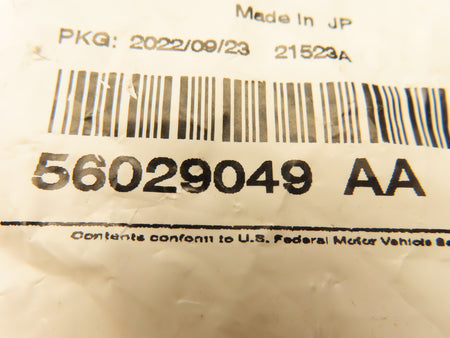 Made in JP
PKG: 2022/09/23 21523A
56029049 AA
Contents conform to U.S. Federal Motor Vehicle